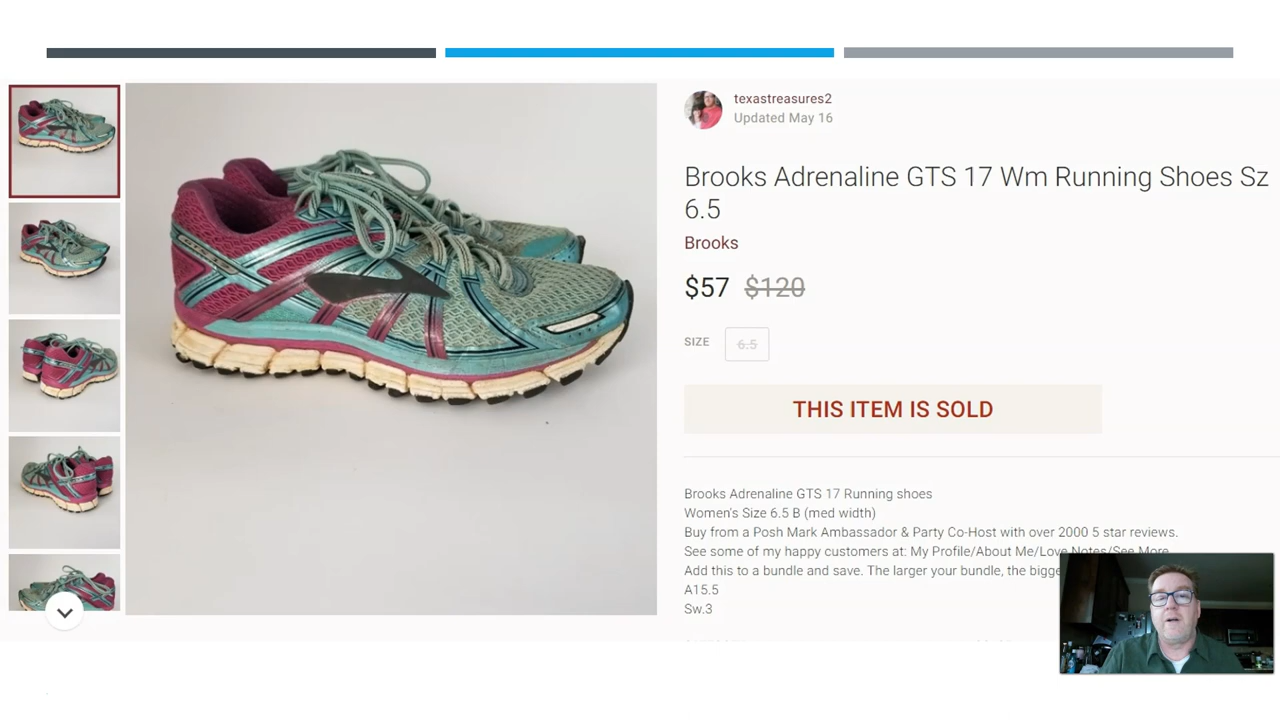 texastreasures2
Updated May 16
Brooks Adrenaline GTS 17 Wm Running Shoes Sz
6.5
Brooks
$57 $120
SIZE 6.5
THIS ITEM IS SOLD
Brooks Adrenaline GTS 17 Running shoes
Women's Size 6.5 B (med width)
Buy from a Posh Mark Ambassador & Party Co-Host with over 2000 5 star reviews.
See some of my happy customers at: My Profile/About Me/Love Notes/See More
Add this to a bundle and save. The larger your bundle, the bigge
A15.5
Sw.3